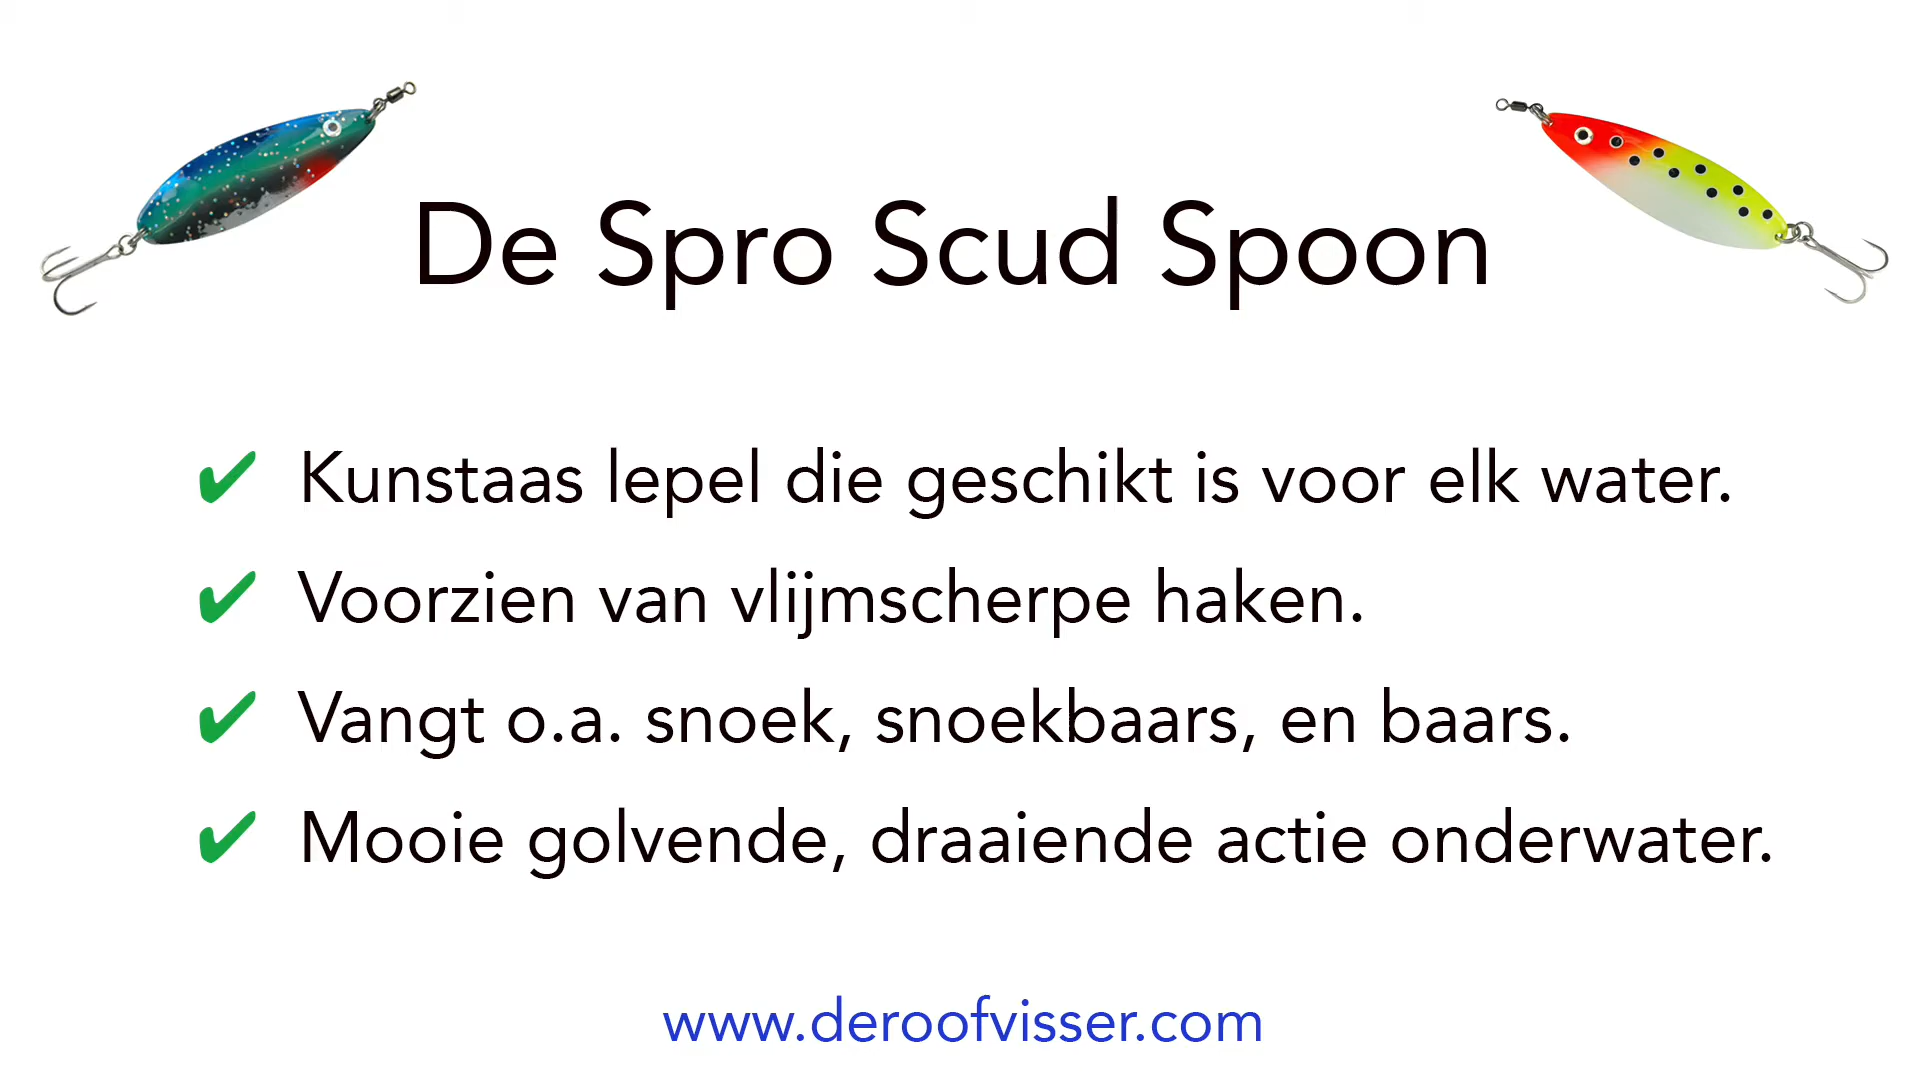 De Spro Scud Spoon
✔ Kunstaas lepel die geschikt is voor elk water.
✔ Voorzien van vlijmscherpe haken.
✔ Vangt o.a. snoek, snoekbaars, en baars.
✔ Mooie golvende, draaiende actie onderwater.
www.deroofvisser.com